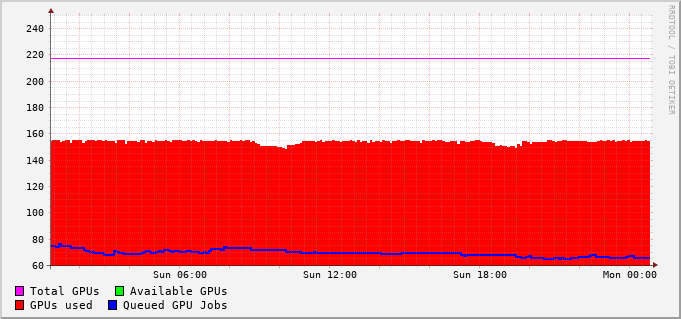 RRDTOOL / TOBI OETIKER
240
220
200
180
160
140
120
100
80
60
Sun 06:00 Sun 12:00 Sun 18:00 Mon 00:00
Total GPUs Available GPUs
GPUs used Queued GPU Jobs